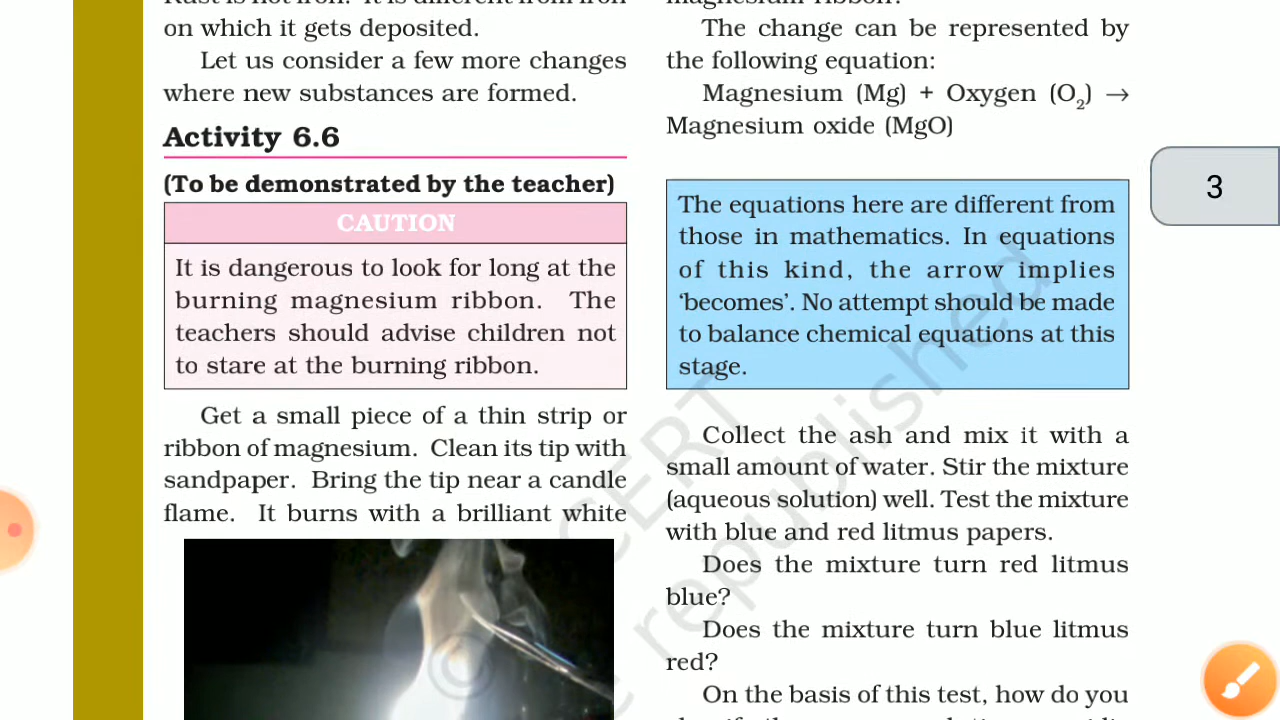 on which it gets deposited.
Let us consider a few more changes
where new substances are formed.
Activity 6.6
(To be demonstrated by the teacher)
CAUTION
It is dangerous to look for long at the
burning magnesium ribbon. The
teachers should advise children not
to stare at the burning ribbon.
Get a small piece of a thin strip or
ribbon of magnesium. Clean its tip with
sandpaper. Bring the tip near a candle
flame. It burns with a brilliant white
The change can be represented by
the following equation:
Magnesium (Mg) + Oxygen (O₂) →
Magnesium oxide (MgO)
The equations here are different from
those in mathematics. In equations
of this kind, the arrow implies
‘becomes’. No attempt should be made
to balance chemical equations at this
stage.
Collect the ash and mix it with a
small amount of water. Stir the mixture
(aqueous solution) well. Test the mixture
with blue and red litmus papers.
Does the mixture turn red litmus
blue?
Does the mixture turn blue litmus
red?
On the basis of this test, how do you
3
©
CERT
republished